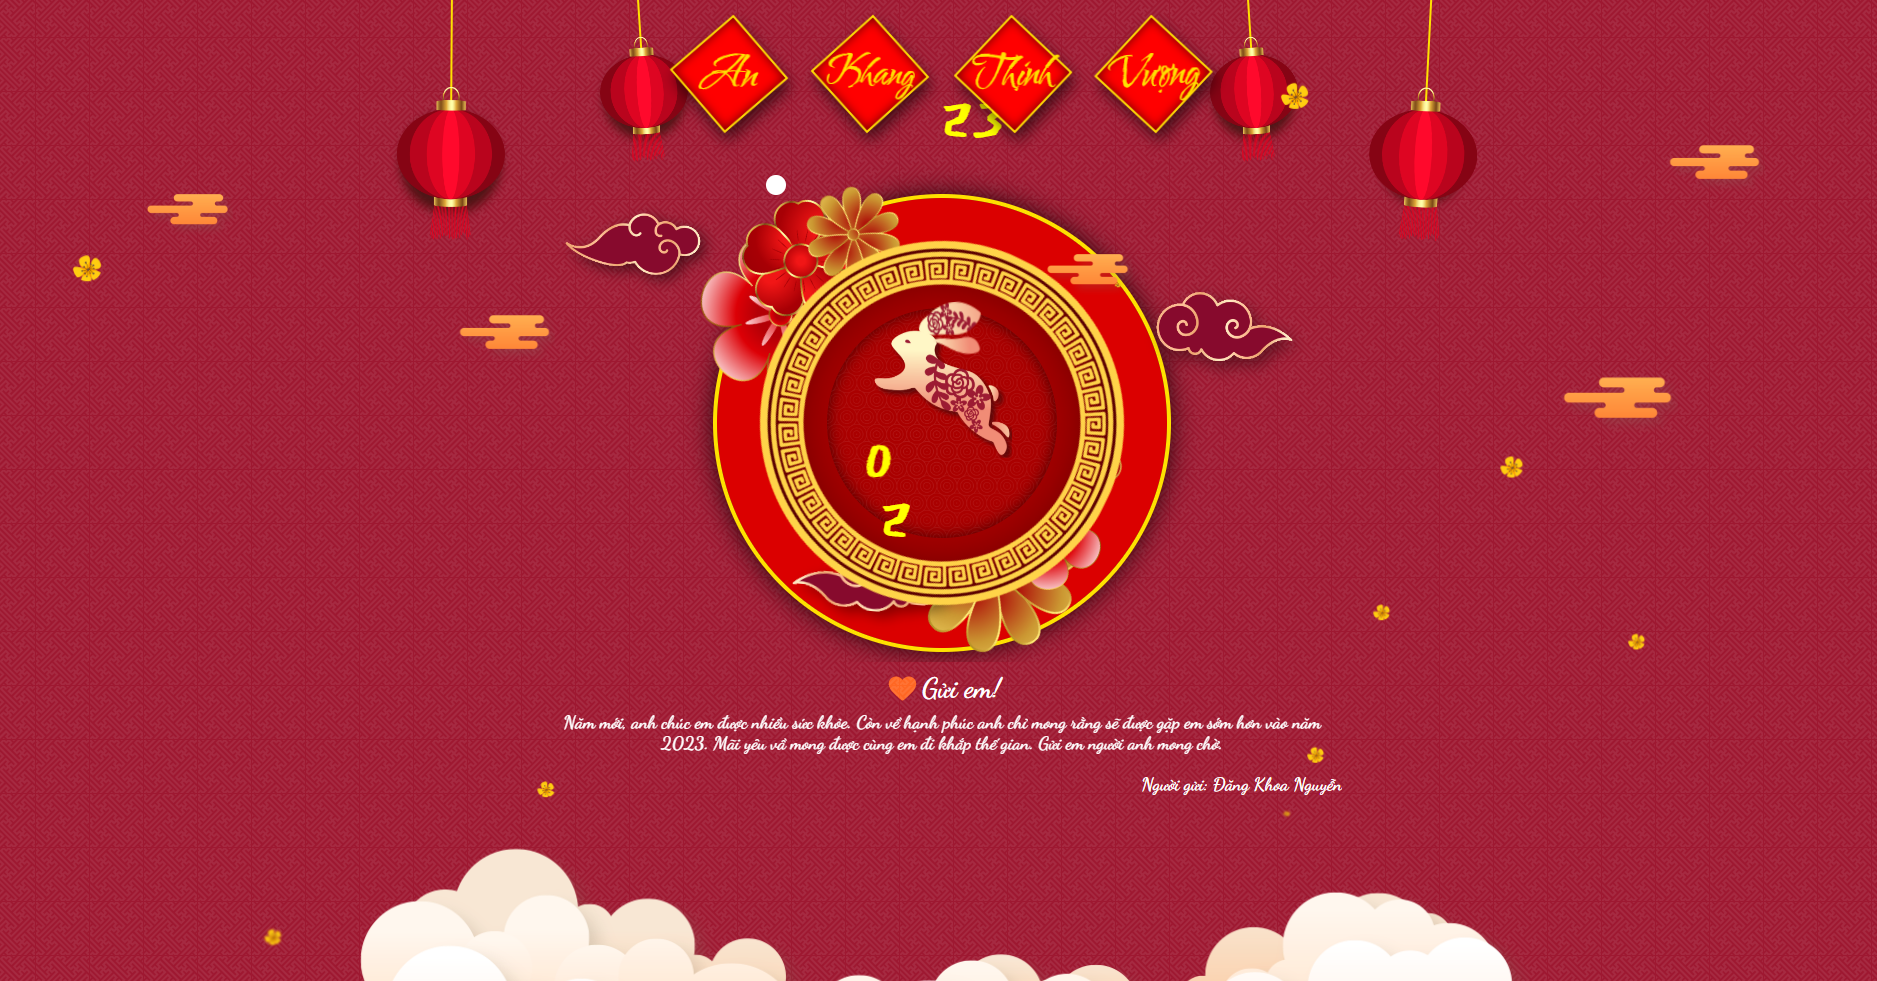 An Khang Thịnh Vượng
23
0
2
Gửi em!
Năm mới, anh chúc em được nhiều sức khỏe. Còn về hạnh phúc anh chỉ mong rằng sẽ được gặp em sớm hơn vào năm
2023. Mãi yêu và mong được cùng em đi khắp thế gian. Gửi em người anh mong chờ.
Người gửi: Đăng Khoa Nguyễn